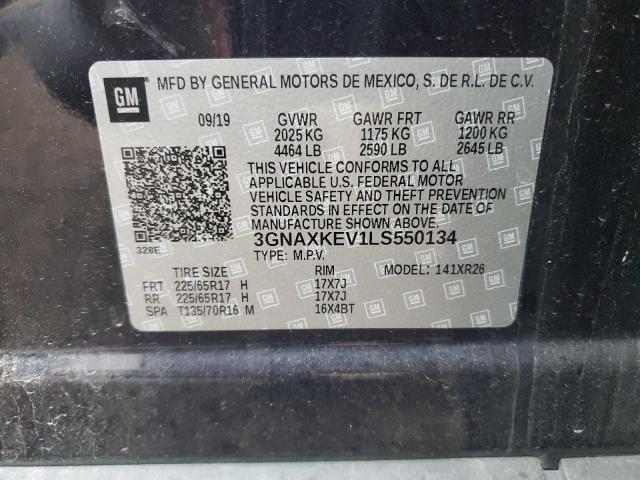 GM
MFD BY GENERAL MOTORS DE MEXICO, S. DE R.L. DE C.V.
09/19 GVWR GAWR FRT GAWR RR
2025 KG 1175 KG 1200 KG
4464 LB 2590 LB 2645 LB
THIS VEHICLE CONFORMS TO ALL
APPLICABLE U.S. FEDERAL MOTOR
VEHICLE SAFETY AND THEFT PREVENTION
STANDARDS IN EFFECT ON THE DATE OF
MANUFACTURE SHOWN ABOVE.
3GNAXKEV1LS550134
328E
TYPE: M.P.V. MODEL: 141XR26
TIRE SIZE RIM
FRT 225/65R17 H 17X7J
RR 225/65R17 H 17X7J
SPA T135/70R16 M 16X4BT